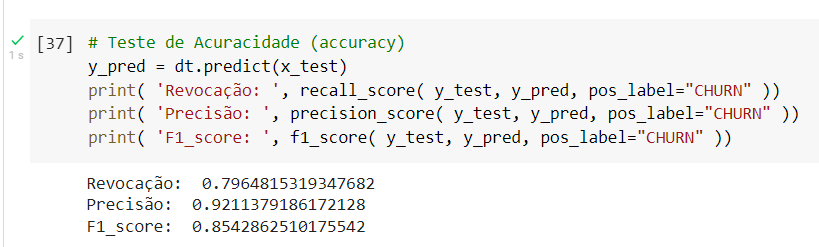 [37] # Teste de Acuracidade (accuracy)
1 s
y_pred = dt.predict(x_test)
print( 'Revocação: ', recall_score( y_test, y_pred, pos_label="CHURN" ))
print( 'Precisão: ', precision_score( y_test, y_pred, pos_label="CHURN" ))
print( 'F1_score: ', f1_score( y_test, y_pred, pos_label="CHURN" ))
Revocação:  0.7964815319347682
Precisão:  0.9211379186172128
F1_score:  0.8542862510175542